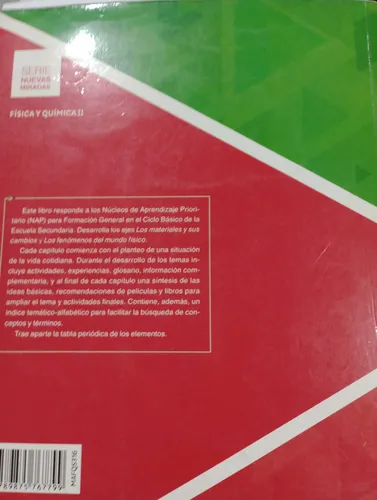 SERIE
NUEVAS
MIRADAS
FÍSICA Y QUÍMICA II
Este libro responde a los Núcleos de Aprendizaje Priori-
tario (NAP) para Formación General en el Ciclo Básico de la
Escuela Secundaria. Desarrolla los ejes Los materiales y sus
cambios y Los fenómenos del mundo físico.
Cada capítulo comienza con el planteo de una situación
de la vida cotidiana. Durante el desarrollo de los temas in-
cluye actividades, experiencias, glosario, información com-
plementaria, y al final de cada capítulo una síntesis de las
ideas básicas, recomendaciones de películas y libros para
ampliar el tema y actividades finales. Contiene, además, un
índice temático-alfabético para facilitar la búsqueda de con-
ceptos y términos.
Trae aparte la tabla periódica de los elementos.
MAFQS716
789875767799